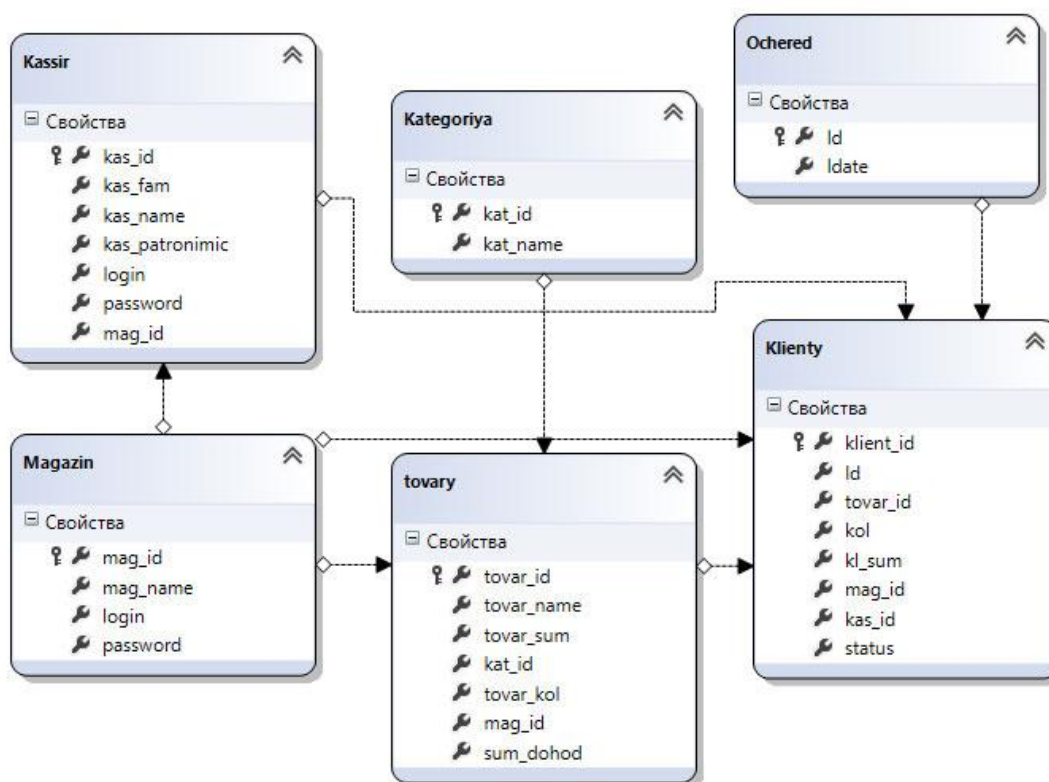 Kassir
Свойства
kas_id
kas_fam
kas_name
kas_patronimic
login
password
mag_id
Kategoriya
Свойства
kat_id
kat_name
Ochered
Свойства
Id
Idate
Magazin
Свойства
mag_id
mag_name
login
password
tovary
Свойства
tovar_id
tovar_name
tovar_sum
kat_id
tovar_kol
mag_id
sum_dohod
Klienty
Свойства
klient_id
Id
tovar_id
kol
kl_sum
mag_id
kas_id
status